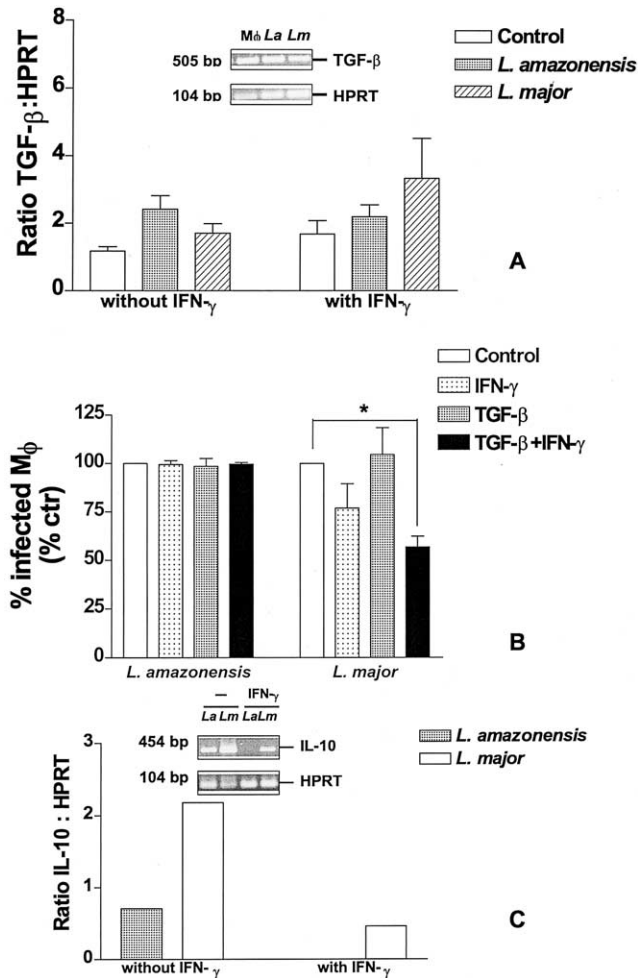 8
6
4
2
0
Ratio TGF-β:HPRT
Mϕ La Lm
505 bp
TGF-β
104 bp
HPRT
Control
L. amazonensis
L. major
without IFN-γ
with IFN-γ
A
Control
IFN-γ
TGF-β
TGF-β+IFN-γ
125
100
75
50
25
0
% infected Mϕ
(% ctr)
*
L. amazonensis
L. major
B
— IFN-γ
La Lm LaLm
454 bp
IL-10
104 bp
HPRT
L. amazonensis
L. major
3
2
1
0
Ratio IL-10 : HPRT
without IFN- γ
with IFN- γ
C